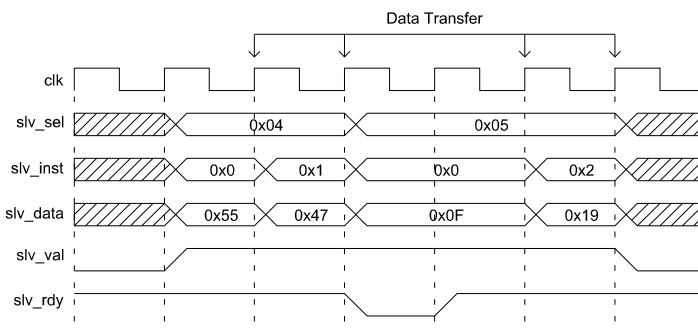 Data Transfer
clk
slv_sel 0x04 0x05
slv_inst 0x0 0x1 0x0 0x2
slv_data 0x55 0x47 0x0F 0x19
slv_val
slv_rdy